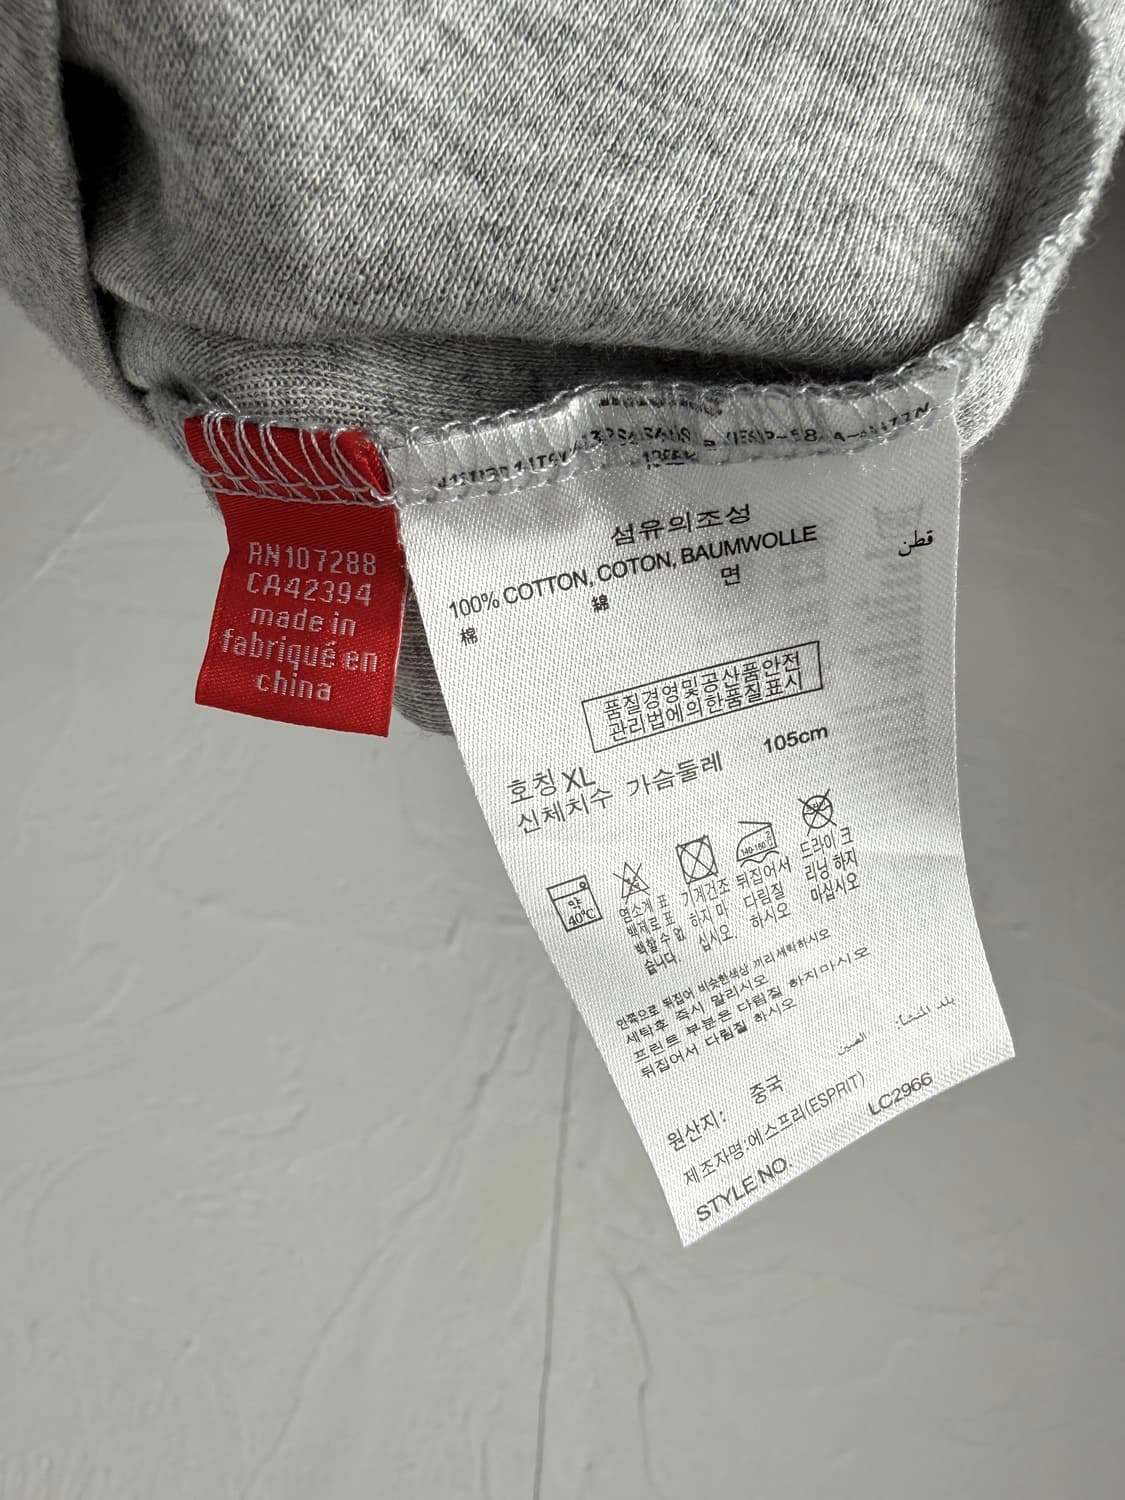 RN107288
CA42394
made in
fabriqué en
china
섬유의조성
100% COTTON, COTON, BAUMWOLLE
قطن
棉 綿 면
품질경영및공산품안전
관리법에의한품질표시
호칭 XL
신체치수 가슴둘레 105cm
약
40℃
염소계 표
백제로 표
백할 수 없
습니다.
기계건조
하지 마
십시오.
140-160℃
뒤집어서
다림질
하시오
드라이
드라이 크
리닝 하지
마십시오
안쪽으로 뒤집어 비슷한색상 끼리세탁하시오
세탁후 즉시 말리시오
프린트 부분은 다림질 하지마시오
뒤집어서 다림질 하시오
بلد المنشأ: الصين
원산지: 중국
제조자명:에스프리(ESPRIT)
STYLE NO. LC2966